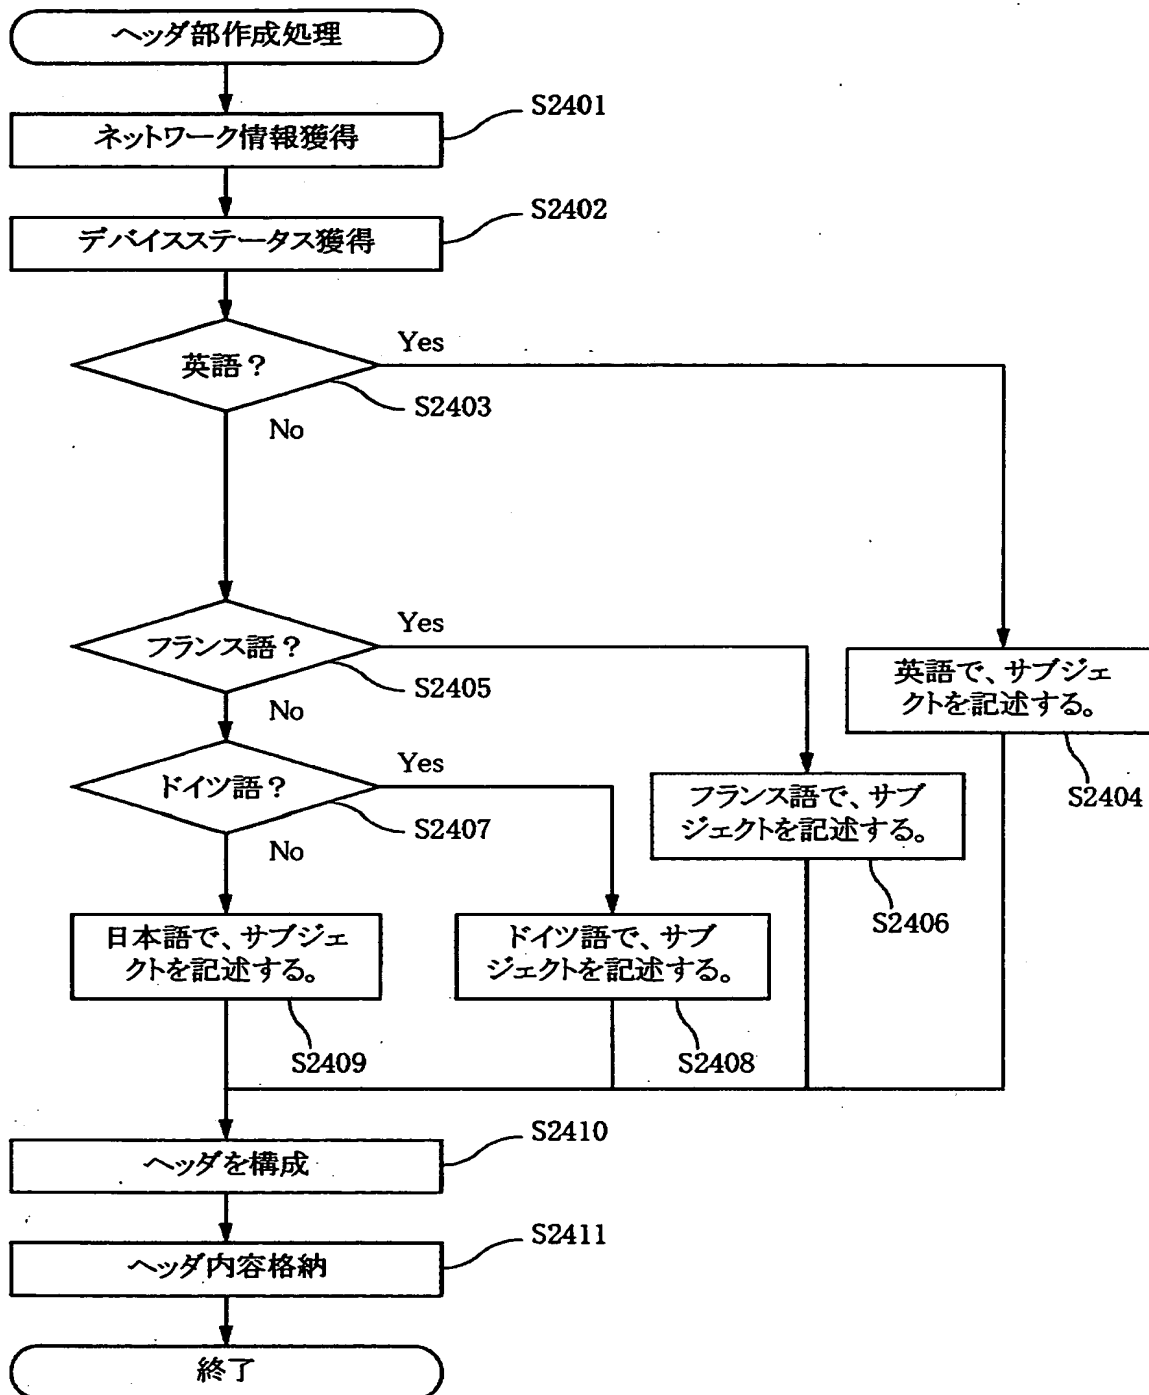 ヘッダ部作成処理
S2401
ネットワーク情報獲得
S2402
デバイスステータス獲得
Yes
英語？
S2403
No
Yes
フランス語？
S2405
No
英語で、サブジェ
クトを記述する。
S2404
Yes
ドイツ語？
S2407
No
フランス語で、サブ
ジェクトを記述する。
S2406
日本語で、サブジェ
クトを記述する。
S2409
ドイツ語で、サブ
ジェクトを記述する。
S2408
S2410
ヘッダを構成
S2411
ヘッダ内容格納
終了